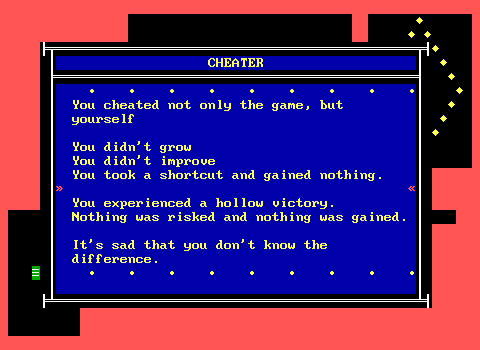 CHEATER
You cheated not only the game, but
yourself
You didn't grow
You didn't improve
You took a shortcut and gained nothing.
You experienced a hollow victory.
Nothing was risked and nothing was gained.
It's sad that you don't know the
difference.